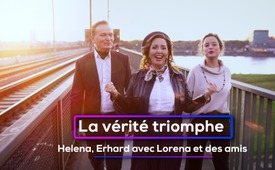 La vérité triomphe
Helena, Erhard avec Lorena et des amis